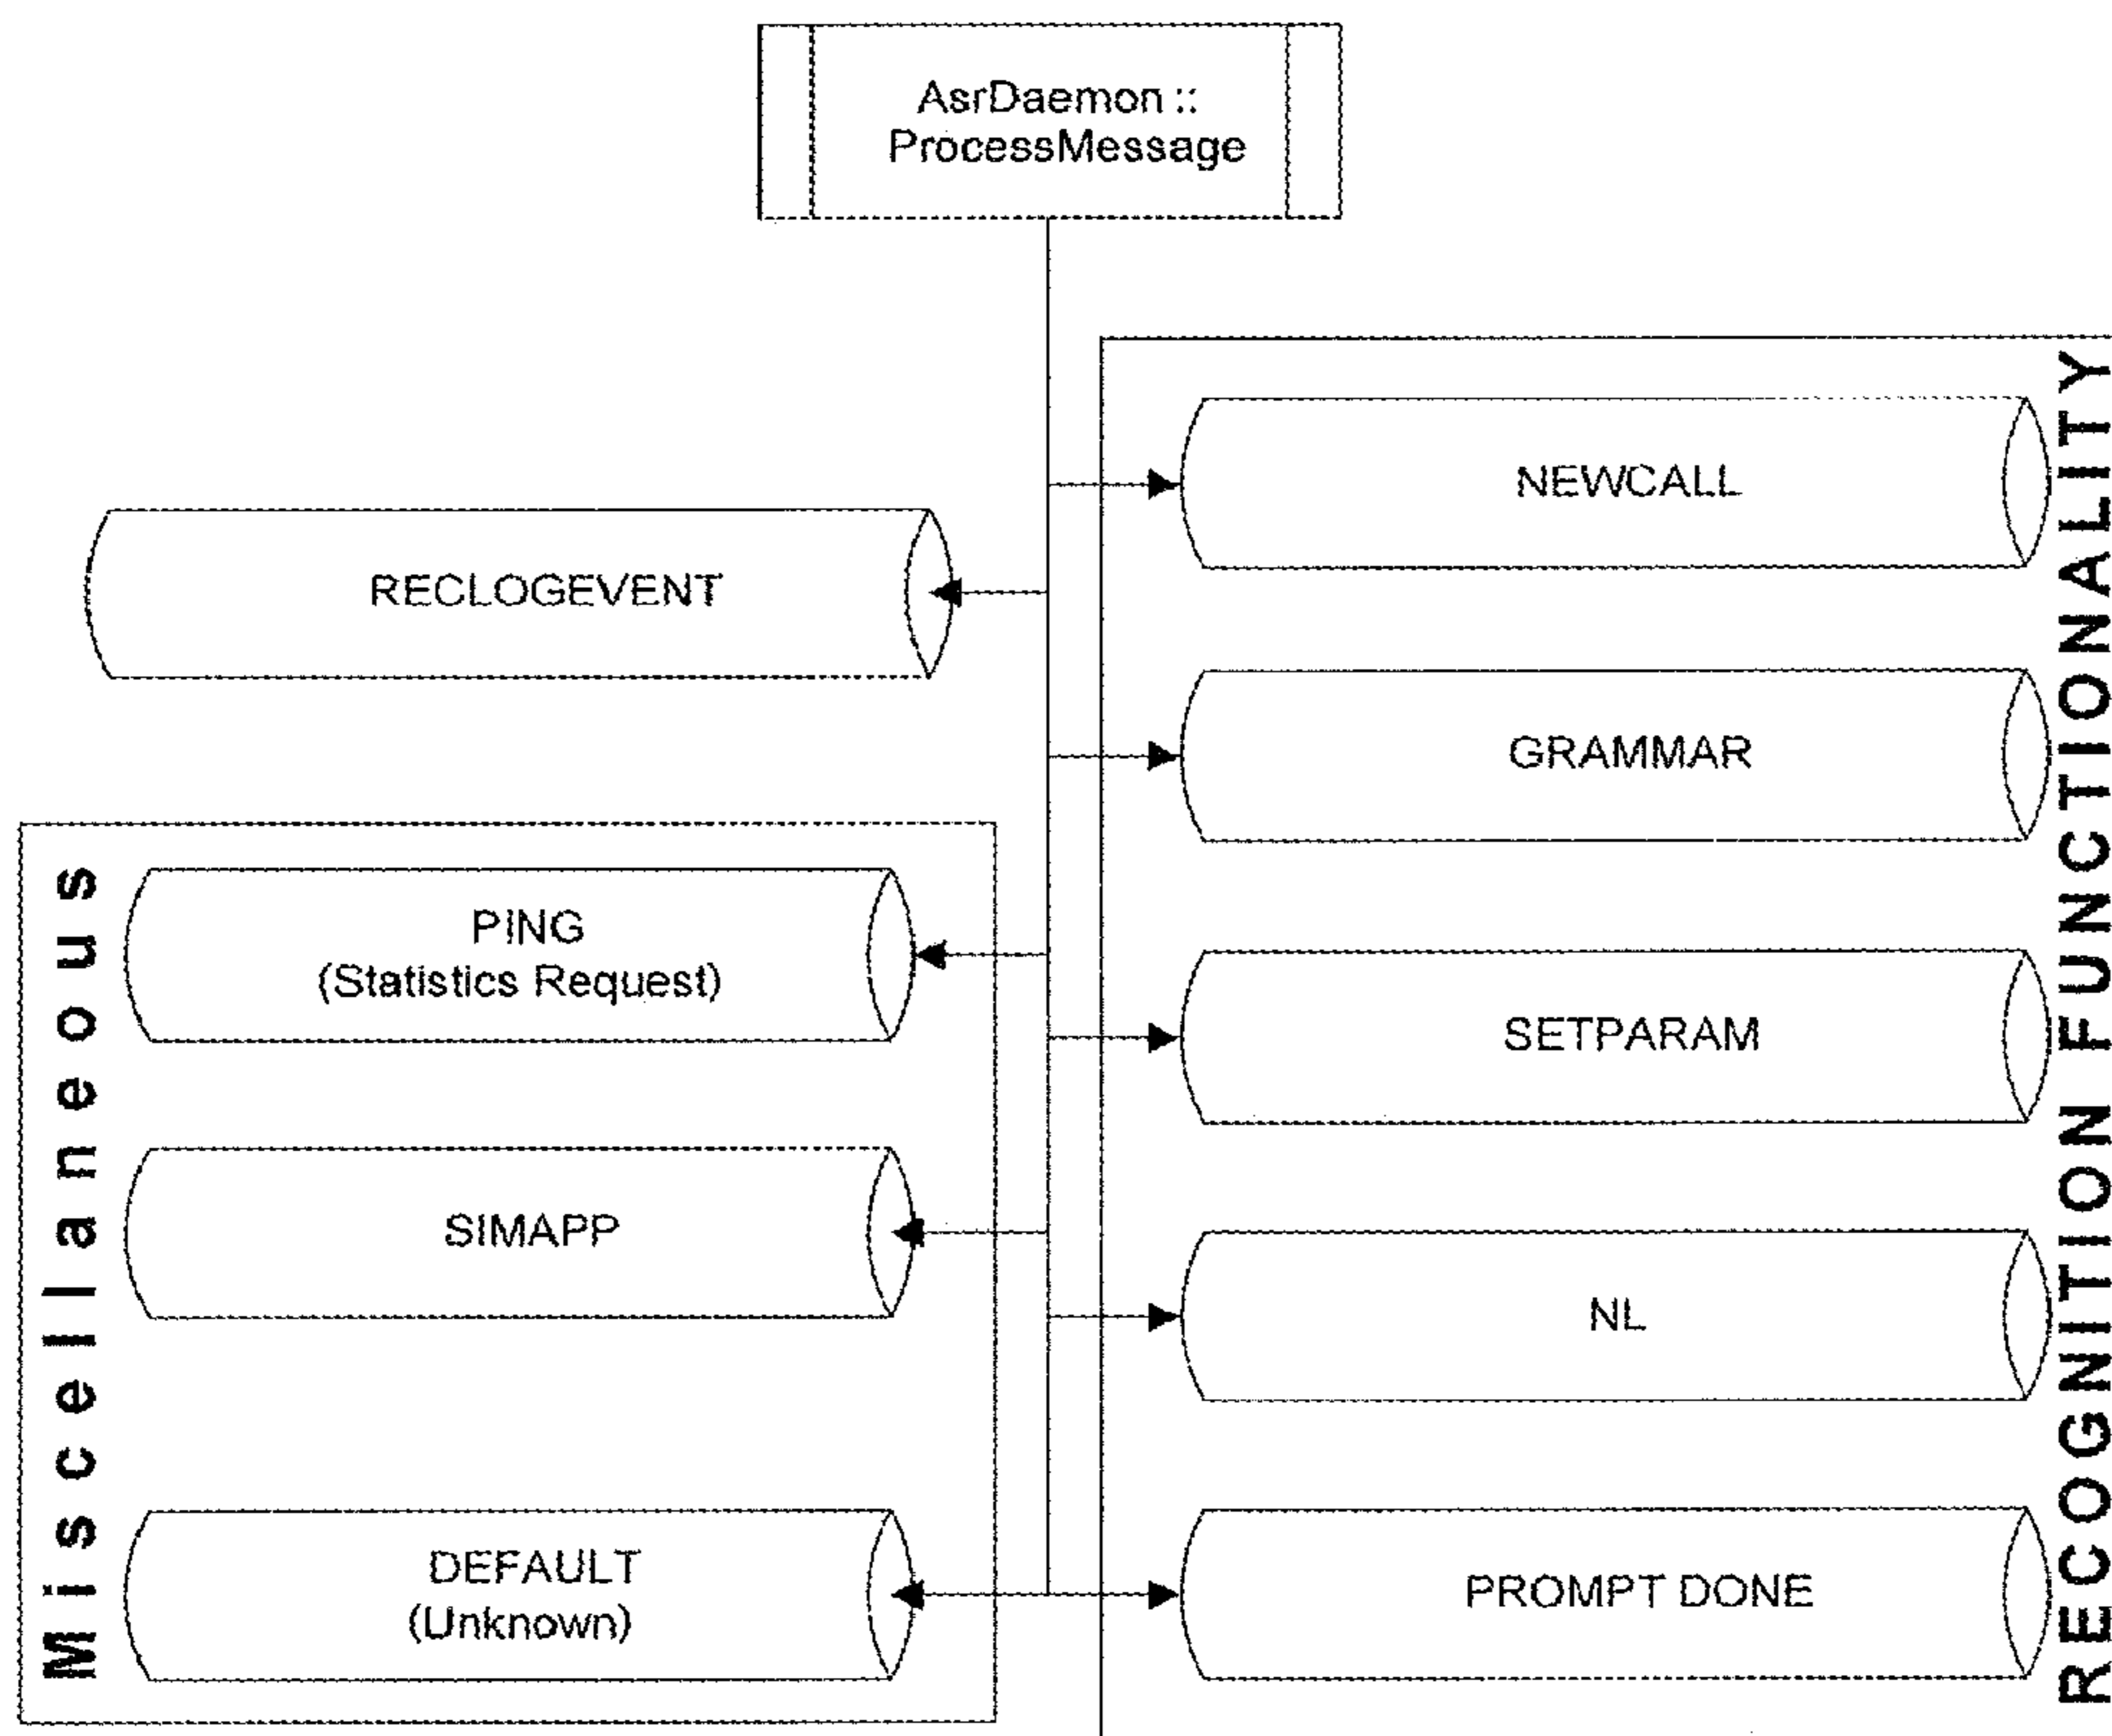 AsrDaemon ::
ProcessMessage
NEWCALL
RECLOGEVENT
GRAMMAR
PING
(Statistics Request)
SETPARAM
SIMAPP
NL
DEFAULT
(Unknown)
PROMPT DONE
Miscellaneous
RECOGNITION FUNCTIONALITY